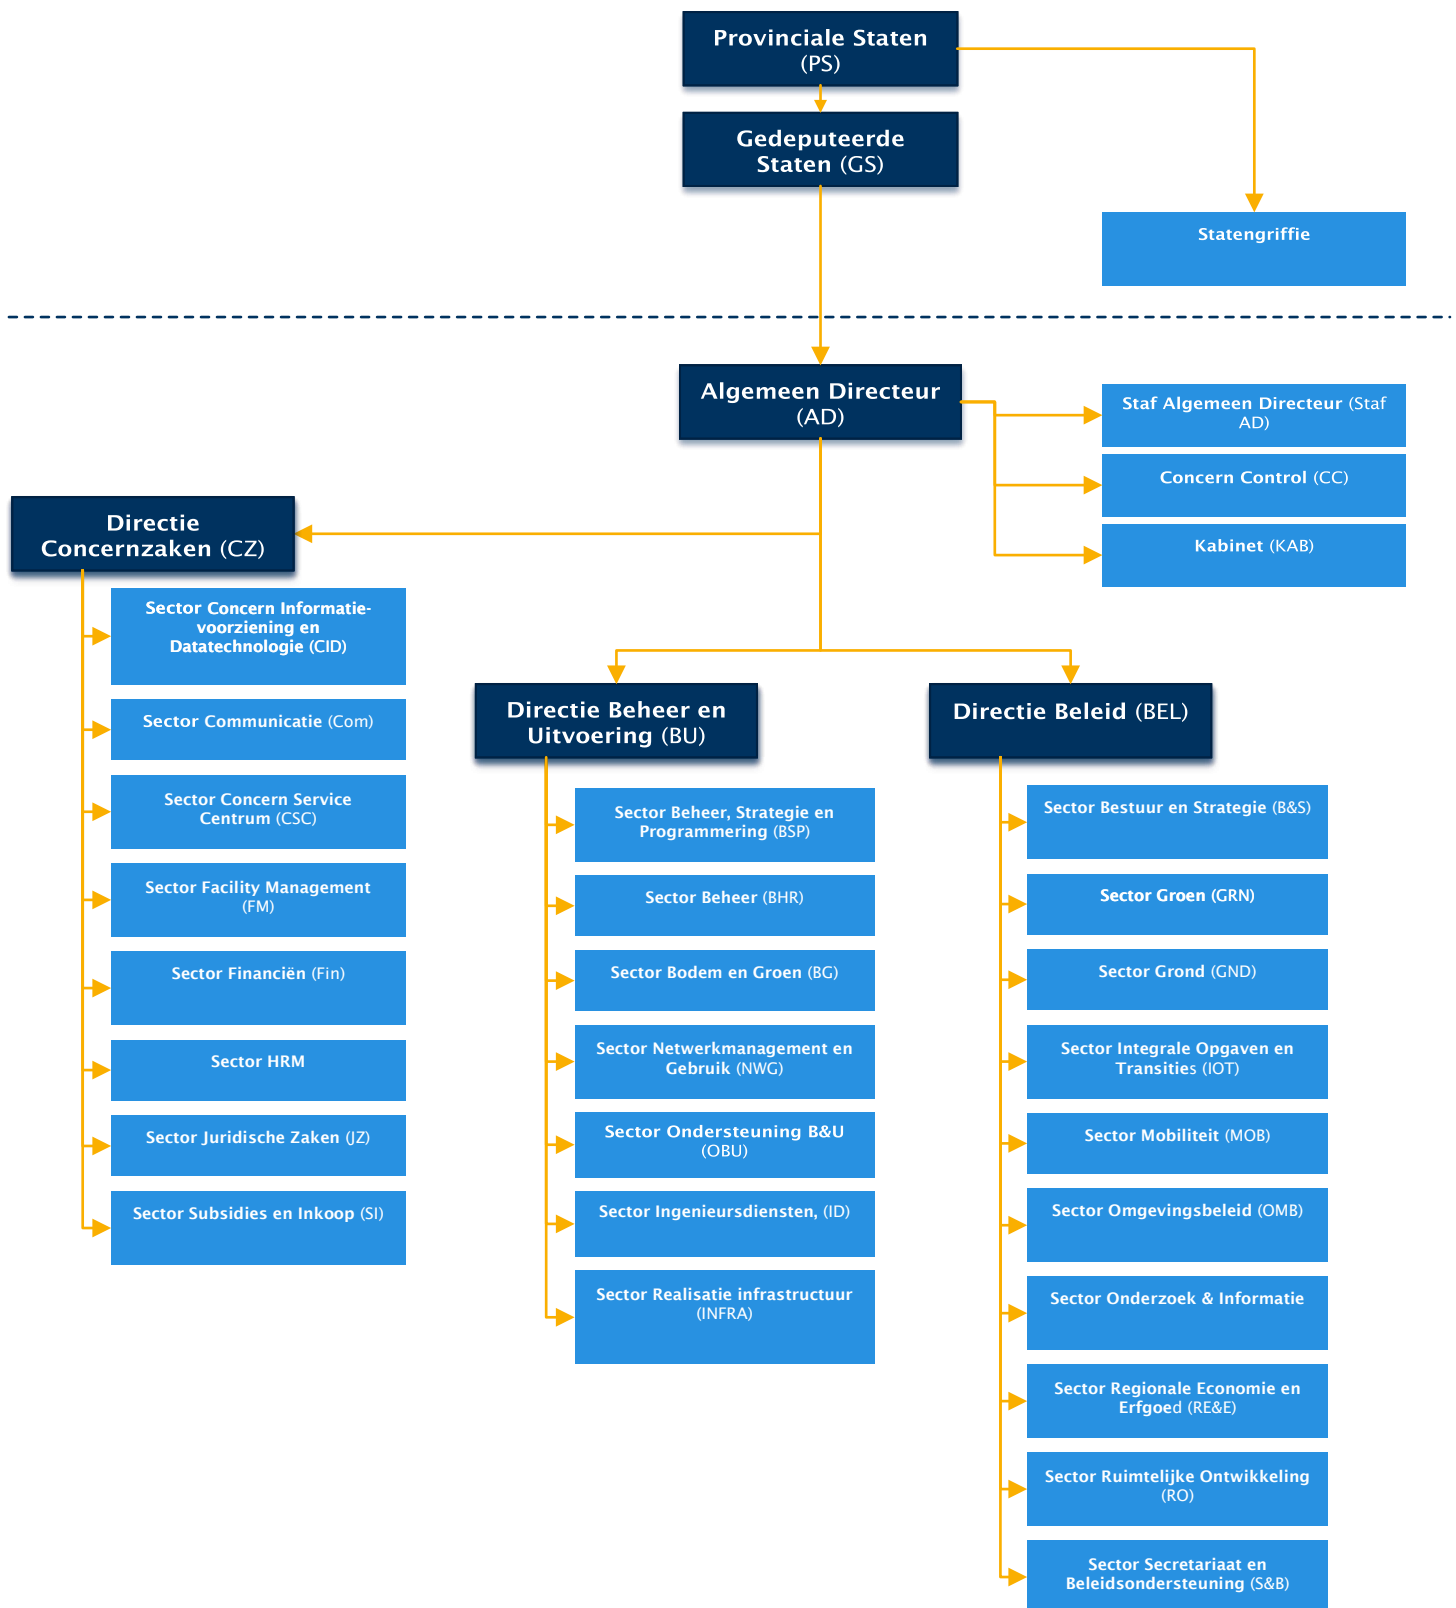 Provinciale Staten
(PS)
Gedeputeerde
Staten (GS)
Statengriffie
Algemeen Directeur
(AD)
Staf Algemeen Directeur (Staf
AD)
Concern Control (CC)
Kabinet (KAB)
Directie
Concernzaken (CZ)
Sector Concern Informatie-
voorziening en
Datatechnologie (CID)
Sector Communicatie (Com)
Sector Concern Service
Centrum (CSC)
Sector Facility Management
(FM)
Sector Financiën (Fin)
Sector HRM
Sector Juridische Zaken (JZ)
Sector Subsidies en Inkoop (SI)
Directie Beheer en
Uitvoering (BU)
Sector Beheer, Strategie en
Programmering (BSP)
Sector Beheer (BHR)
Sector Bodem en Groen (BG)
Sector Netwerkmanagement en
Gebruik (NWG)
Sector Ondersteuning B&U
(OBU)
Sector Ingenieursdiensten, (ID)
Sector Realisatie infrastructuur
(INFRA)
Directie Beleid (BEL)
Sector Bestuur en Strategie (B&S)
Sector Groen (GRN)
Sector Grond (GND)
Sector Integrale Opgaven en
Transities (IOT)
Sector Mobiliteit (MOB)
Sector Omgevingsbeleid (OMB)
Sector Onderzoek & Informatie
Sector Regionale Economie en
Erfgoed (RE&E)
Sector Ruimtelijke Ontwikkeling
(RO)
Sector Secretariaat en
Beleidsondersteuning (S&B)